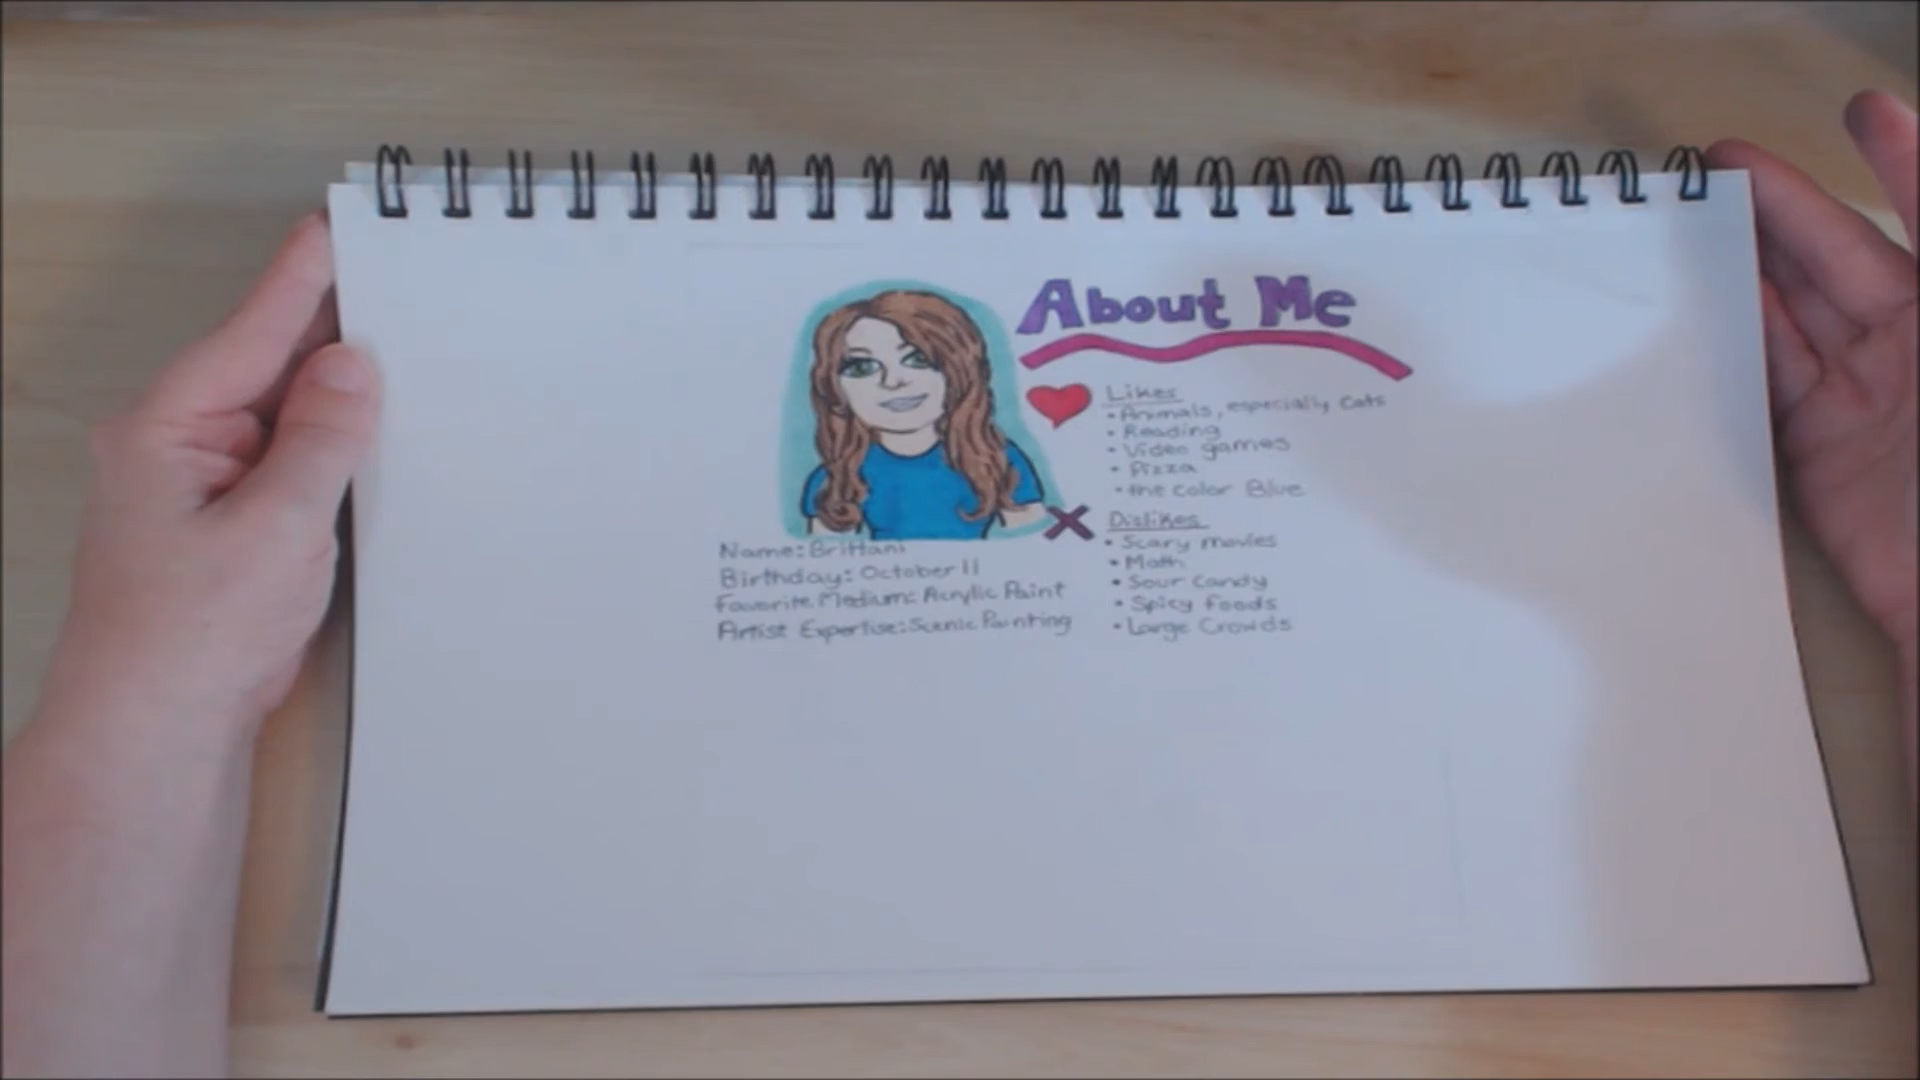 About Me
Likes
• Animals, especially cats
• Reading
• Video games
• Pizza
• the color Blue
Dislikes
• Scary movies
• Math
• Sour Candy
• Spicy foods
• Large Crowds
Name: Brittani
Birthday: October 11
Favorite Medium: Acrylic Paint
Artist Expertise: Scenic Painting